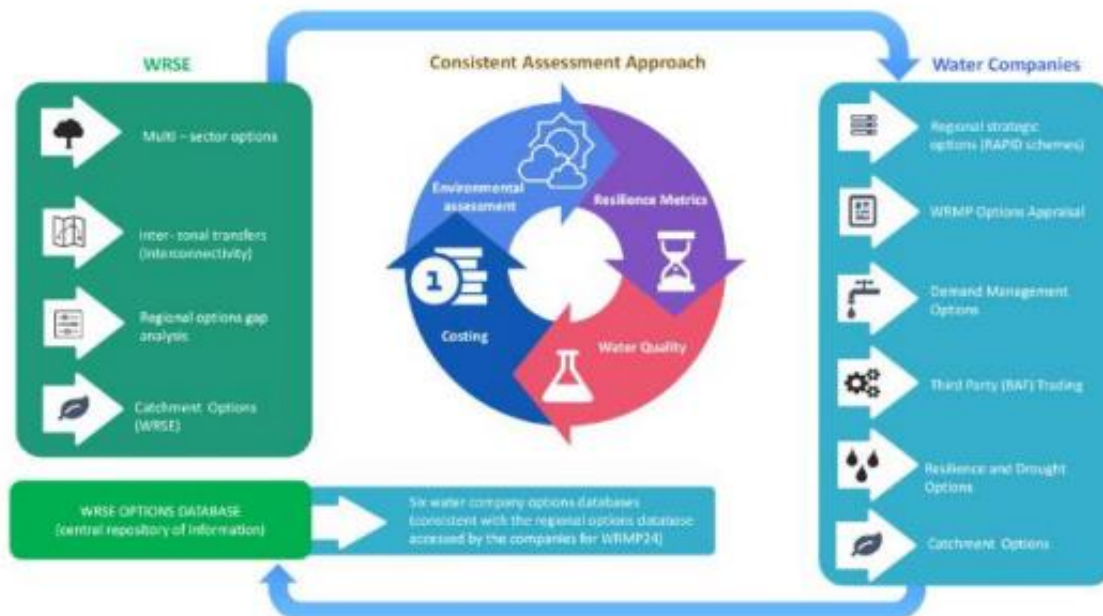 WRSE
Multi – sector options
Inter- zonal transfers
(Interconnectivity)
Regional options gap
analysis
Catchment Options
(WRSE)
Consistent Assessment Approach
Environmental
assessment
Resilience Metrics
1
Costing
Water Quality
Water Companies
Regional strategic
options (RAPID schemes)
WRMP Options Appraisal
Demand Management
Options
Third Party (BAF) Trading
Resilience and Drought
Options
Catchment Options
WRSE OPTIONS DATABASE
(central repository of information)
Six water company options databases
(consistent with the regional options database
accessed by the companies for WRMP24)